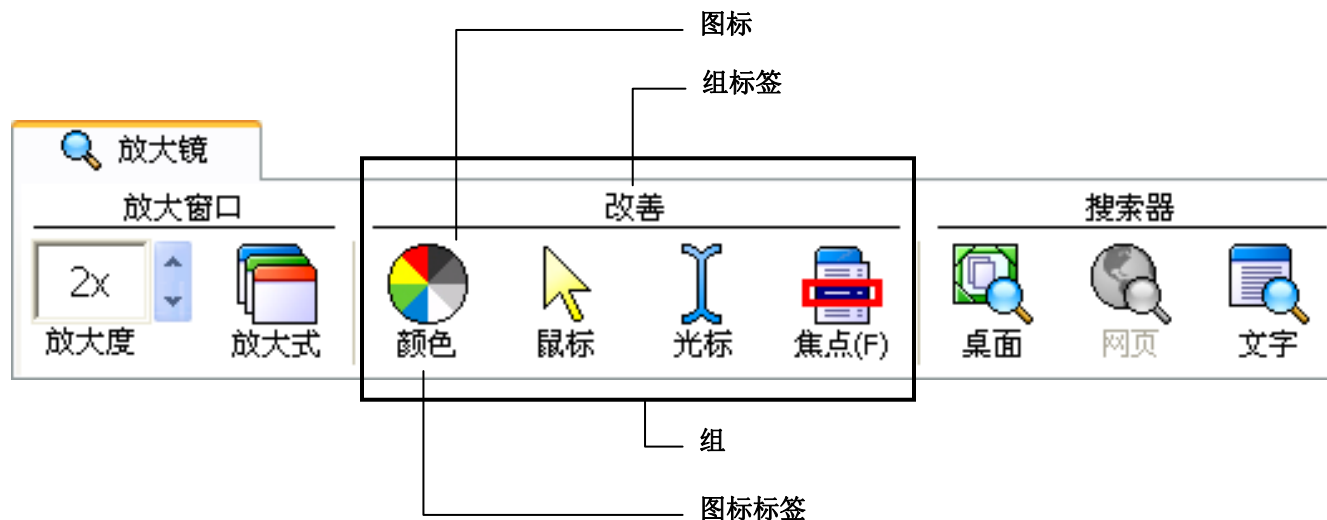 图标
组标签
放大镜
放大窗口
改善
搜索器
2x
放大度
放大式
颜色
鼠标
光标
焦点(F)
桌面
网页
文字
组
图标标签